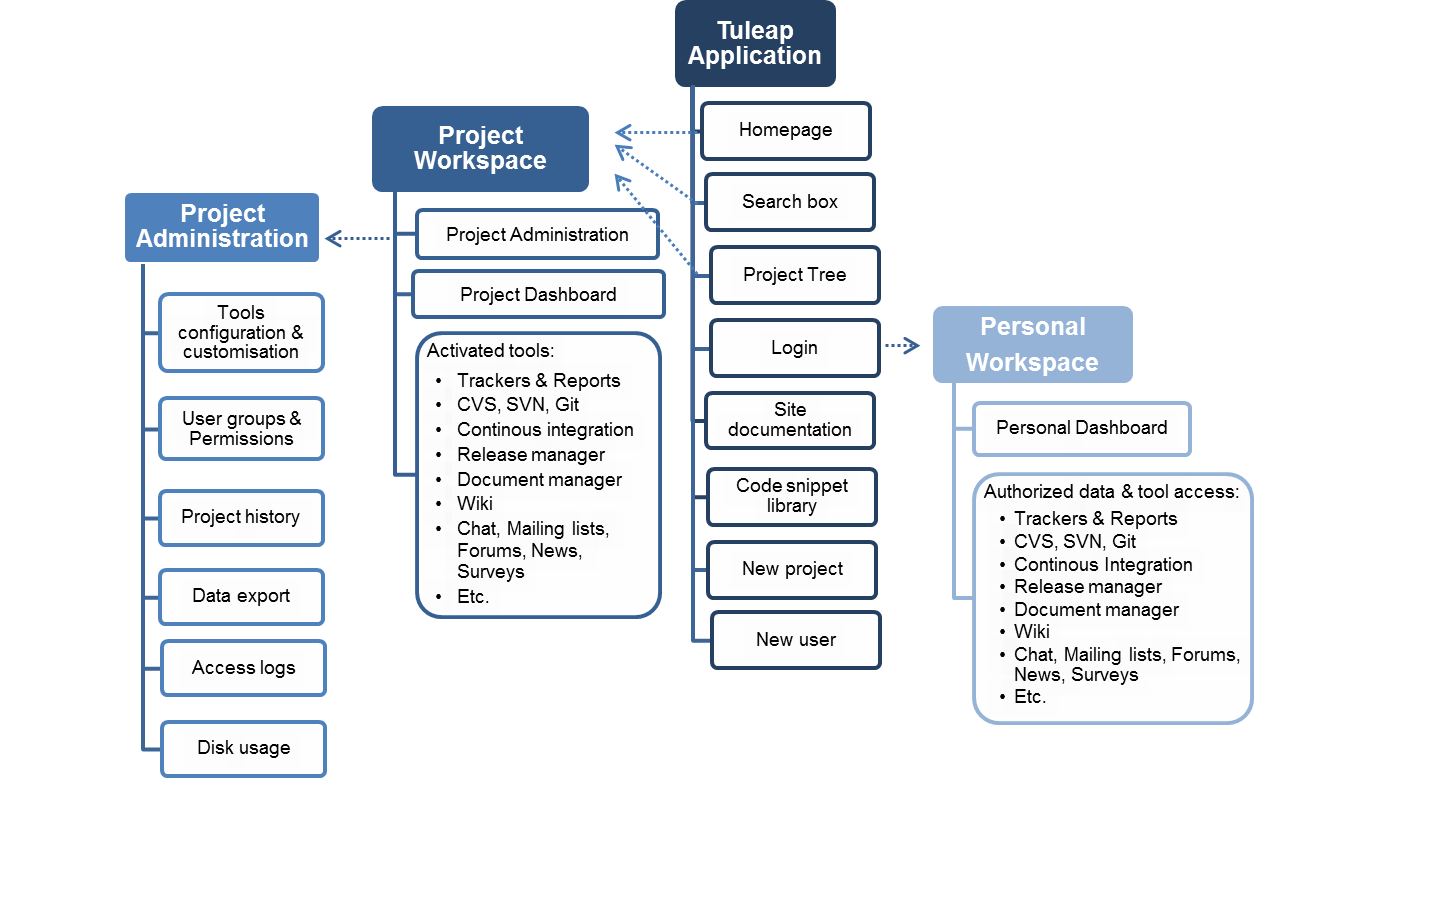 Tuleap
Application
Homepage
Search box
Project Tree
Login
Site
documentation
Code snippet
library
New project
New user
Project
Workspace
Project Administration
Project Dashboard
Activated tools:
• Trackers & Reports
• CVS, SVN, Git
• Continous integration
• Release manager
• Document manager
• Wiki
• Chat, Mailing lists,
Forums, News,
Surveys
• Etc.
Project
Administration
Tools
configuration &
customisation
User groups &
Permissions
Project history
Data export
Access logs
Disk usage
Personal
Workspace
Personal Dashboard
Authorized data & tool access:
• Trackers & Reports
• CVS, SVN, Git
• Continous Integration
• Release manager
• Document manager
• Wiki
• Chat, Mailing lists, Forums,
News, Surveys
• Etc.